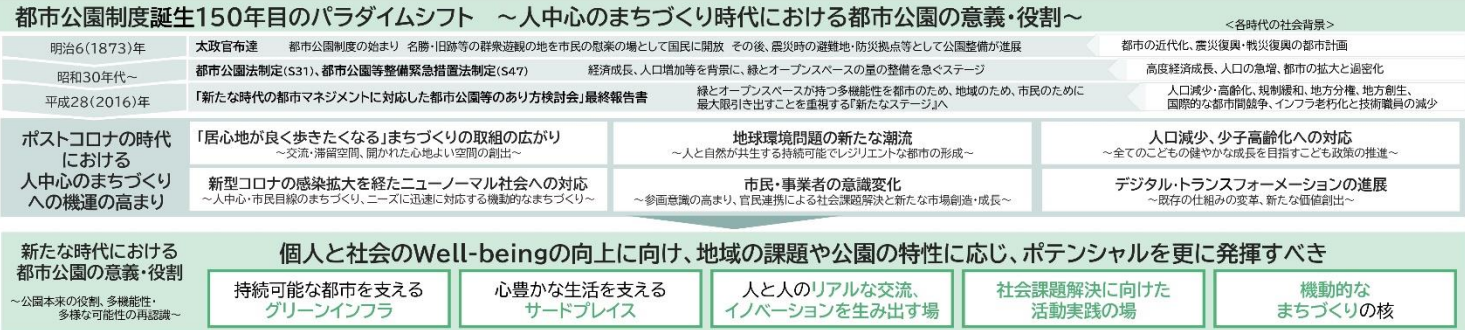 都市公園制度誕生150年目のパラダイムシフト　～人中心のまちづくり時代における都市公園の意義・役割～
＜各時代の社会背景＞
明治6(1873)年
太政官布達　都市公園制度の始まり　名勝・旧跡等の群衆遊観の地を市民の慰楽の場として国民に開放　その後、震災時の避難地・防災拠点等として公園整備が進展
都市の近代化、震災復興・戦災復興の都市計画
昭和30年代～
都市公園法制定(S31)、都市公園等整備緊急措置法制定(S47)　経済成長、人口増加等を背景に、緑とオープンスペースの量の整備を急ぐステージ
高度経済成長、人口の急増、都市の拡大と過密化
平成28(2016)年
「新たな時代の都市マネジメントに対応した都市公園等のあり方検討会」最終報告書
緑とオープンスペースが持つ多機能性を都市のため、地域のため、市民のために
最大限引き出すことを重視する『新たなステージ』へ
人口減少・高齢化、規制緩和、地方分権、地方創生、
国際的な都市間競争、インフラ老朽化と技術職員の減少
ポストコロナの時代
における
人中心のまちづくり
への機運の高まり
「居心地が良く歩きたくなる」まちづくりの取組の広がり
～交流・滞留空間、開かれた心地よい空間の創出～
地球環境問題の新たな潮流
～人と自然が共生する持続可能でレジリエントな都市の形成～
人口減少、少子高齢化への対応
～全てのこどもの健やかな成長を目指すこども政策の推進～
新型コロナの感染拡大を経たニューノーマル社会への対応
～人中心・市民目線のまちづくり、ニーズに迅速に対応する機動的なまちづくり～
市民・事業者の意識変化
～参画意識の高まり、官民連携による社会課題解決と新たな市場創造・成長～
デジタル・トランスフォーメーションの進展
～既存の仕組みの変革、新たな価値創出～
新たな時代における
都市公園の意義・役割
～公園本来の役割、多機能性・
多様な可能性の再認識～
個人と社会のWell-beingの向上に向け、地域の課題や公園の特性に応じ、ポテンシャルを更に発揮すべき
持続可能な都市を支える
グリーンインフラ
心豊かな生活を支える
サードプレイス
人と人のリアルな交流、
イノベーションを生み出す場
社会課題解決に向けた
活動実践の場
機動的な
まちづくりの核